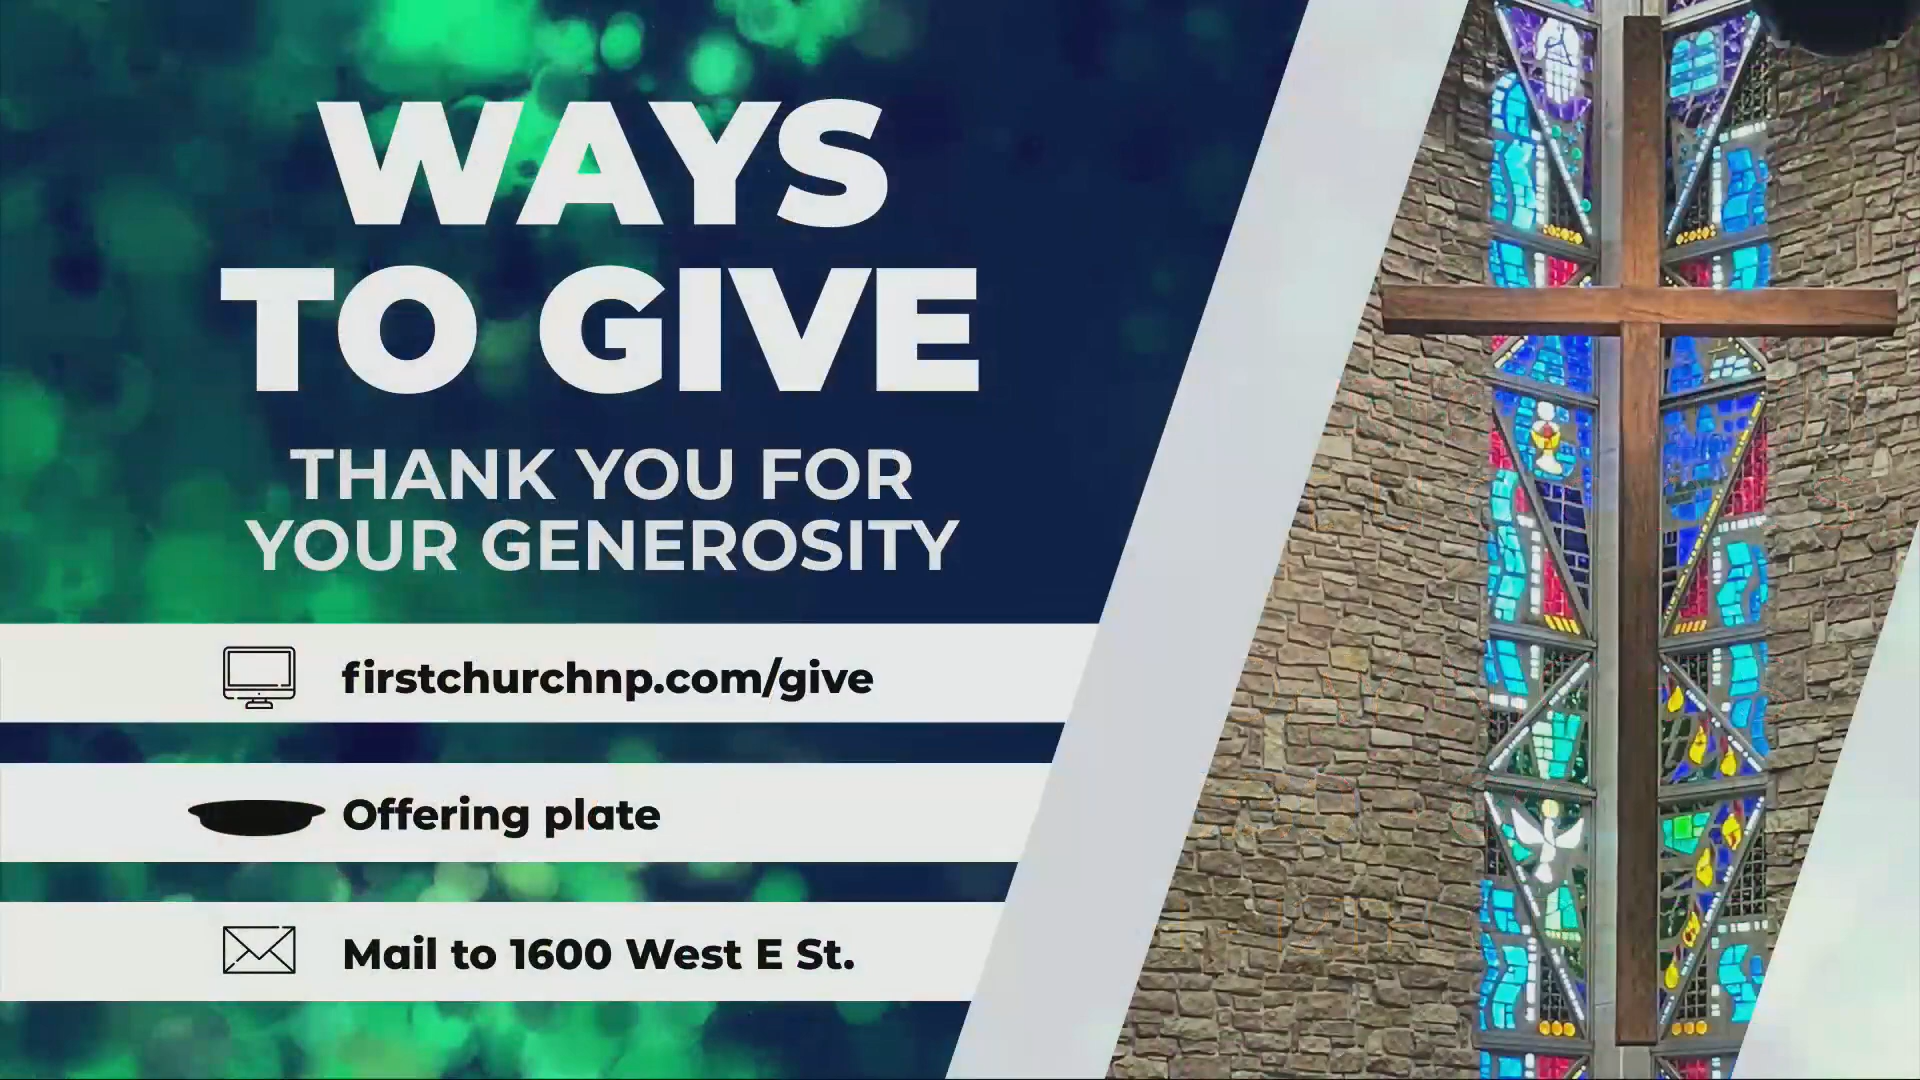 WAYS
TO GIVE
THANK YOU FOR
YOUR GENEROSITY
firstchurchnp.com/give
Offering plate
Mail to 1600 West E St.